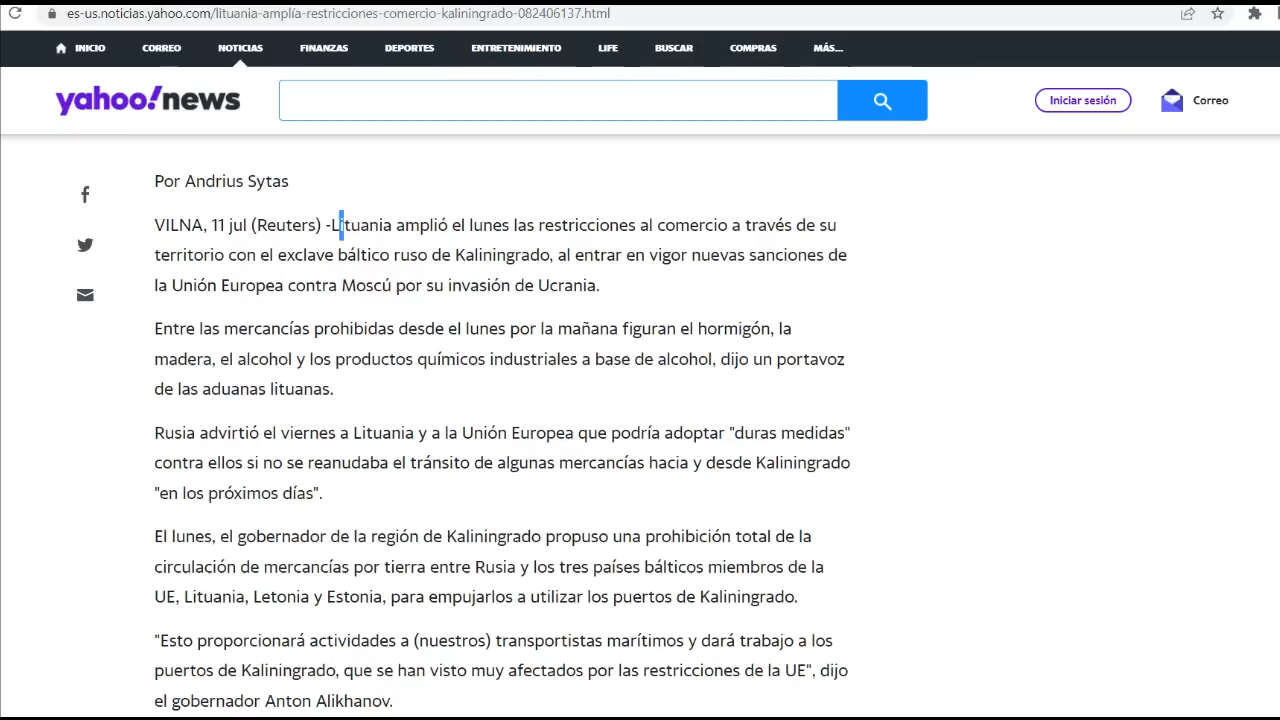 es-us.noticias.yahoo.com/lituania-amplía-restricciones-comercio-kaliningrado-082406137.html
INICIO CORREO NOTICIAS FINANZAS DEPORTES ENTRETENIMIENTO LIFE BUSCAR COMPRAS MÁS...
yahoo!news
Iniciar sesión
Correo
Por Andrius Sytas
VILNA, 11 jul (Reuters) -Lituania amplió el lunes las restricciones al comercio a través de su
territorio con el exclave báltico ruso de Kaliningrado, al entrar en vigor nuevas sanciones de
la Unión Europea contra Moscú por su invasión de Ucrania.
Entre las mercancías prohibidas desde el lunes por la mañana figuran el hormigón, la
madera, el alcohol y los productos químicos industriales a base de alcohol, dijo un portavoz
de las aduanas lituanas.
Rusia advirtió el viernes a Lituania y a la Unión Europea que podría adoptar "duras medidas"
contra ellos si no se reanudaba el tránsito de algunas mercancías hacia y desde Kaliningrado
"en los próximos días".
El lunes, el gobernador de la región de Kaliningrado propuso una prohibición total de la
circulación de mercancías por tierra entre Rusia y los tres países bálticos miembros de la
UE, Lituania, Letonia y Estonia, para empujarlos a utilizar los puertos de Kaliningrado.
"Esto proporcionará actividades a (nuestros) transportistas marítimos y dará trabajo a los
puertos de Kaliningrado, que se han visto muy afectados por las restricciones de la UE", dijo
el gobernador Anton Alikhanov.